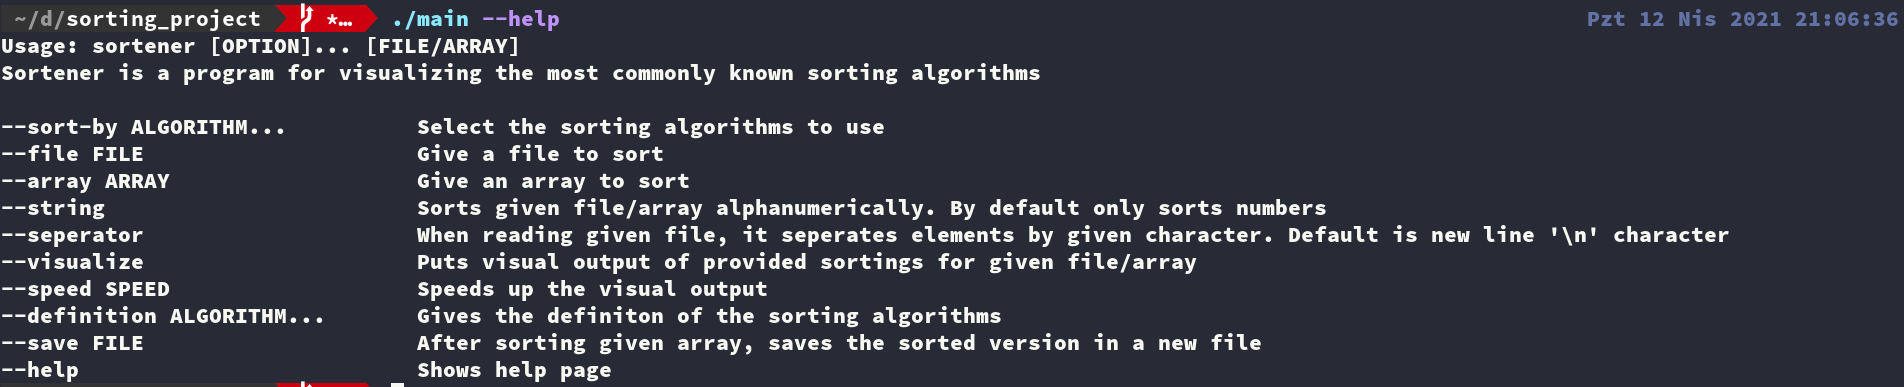 ~/d/sorting_project *… ./main --help Pzt 12 Nis 2021 21:06:36
Usage: sortener [OPTION]... [FILE/ARRAY]
Sortener is a program for visualizing the most commonly known sorting algorithms
--sort-by ALGORITHM... Select the sorting algorithms to use
--file FILE Give a file to sort
--array ARRAY Give an array to sort
--string Sorts given file/array alphanumerically. By default only sorts numbers
--seperator When reading given file, it seperates elements by given character. Default is new line '\n' character
--visualize Puts visual output of provided sortings for given file/array
--speed SPEED Speeds up the visual output
--definition ALGORITHM... Gives the definiton of the sorting algorithms
--save FILE After sorting given array, saves the sorted version in a new file
--help Shows help page